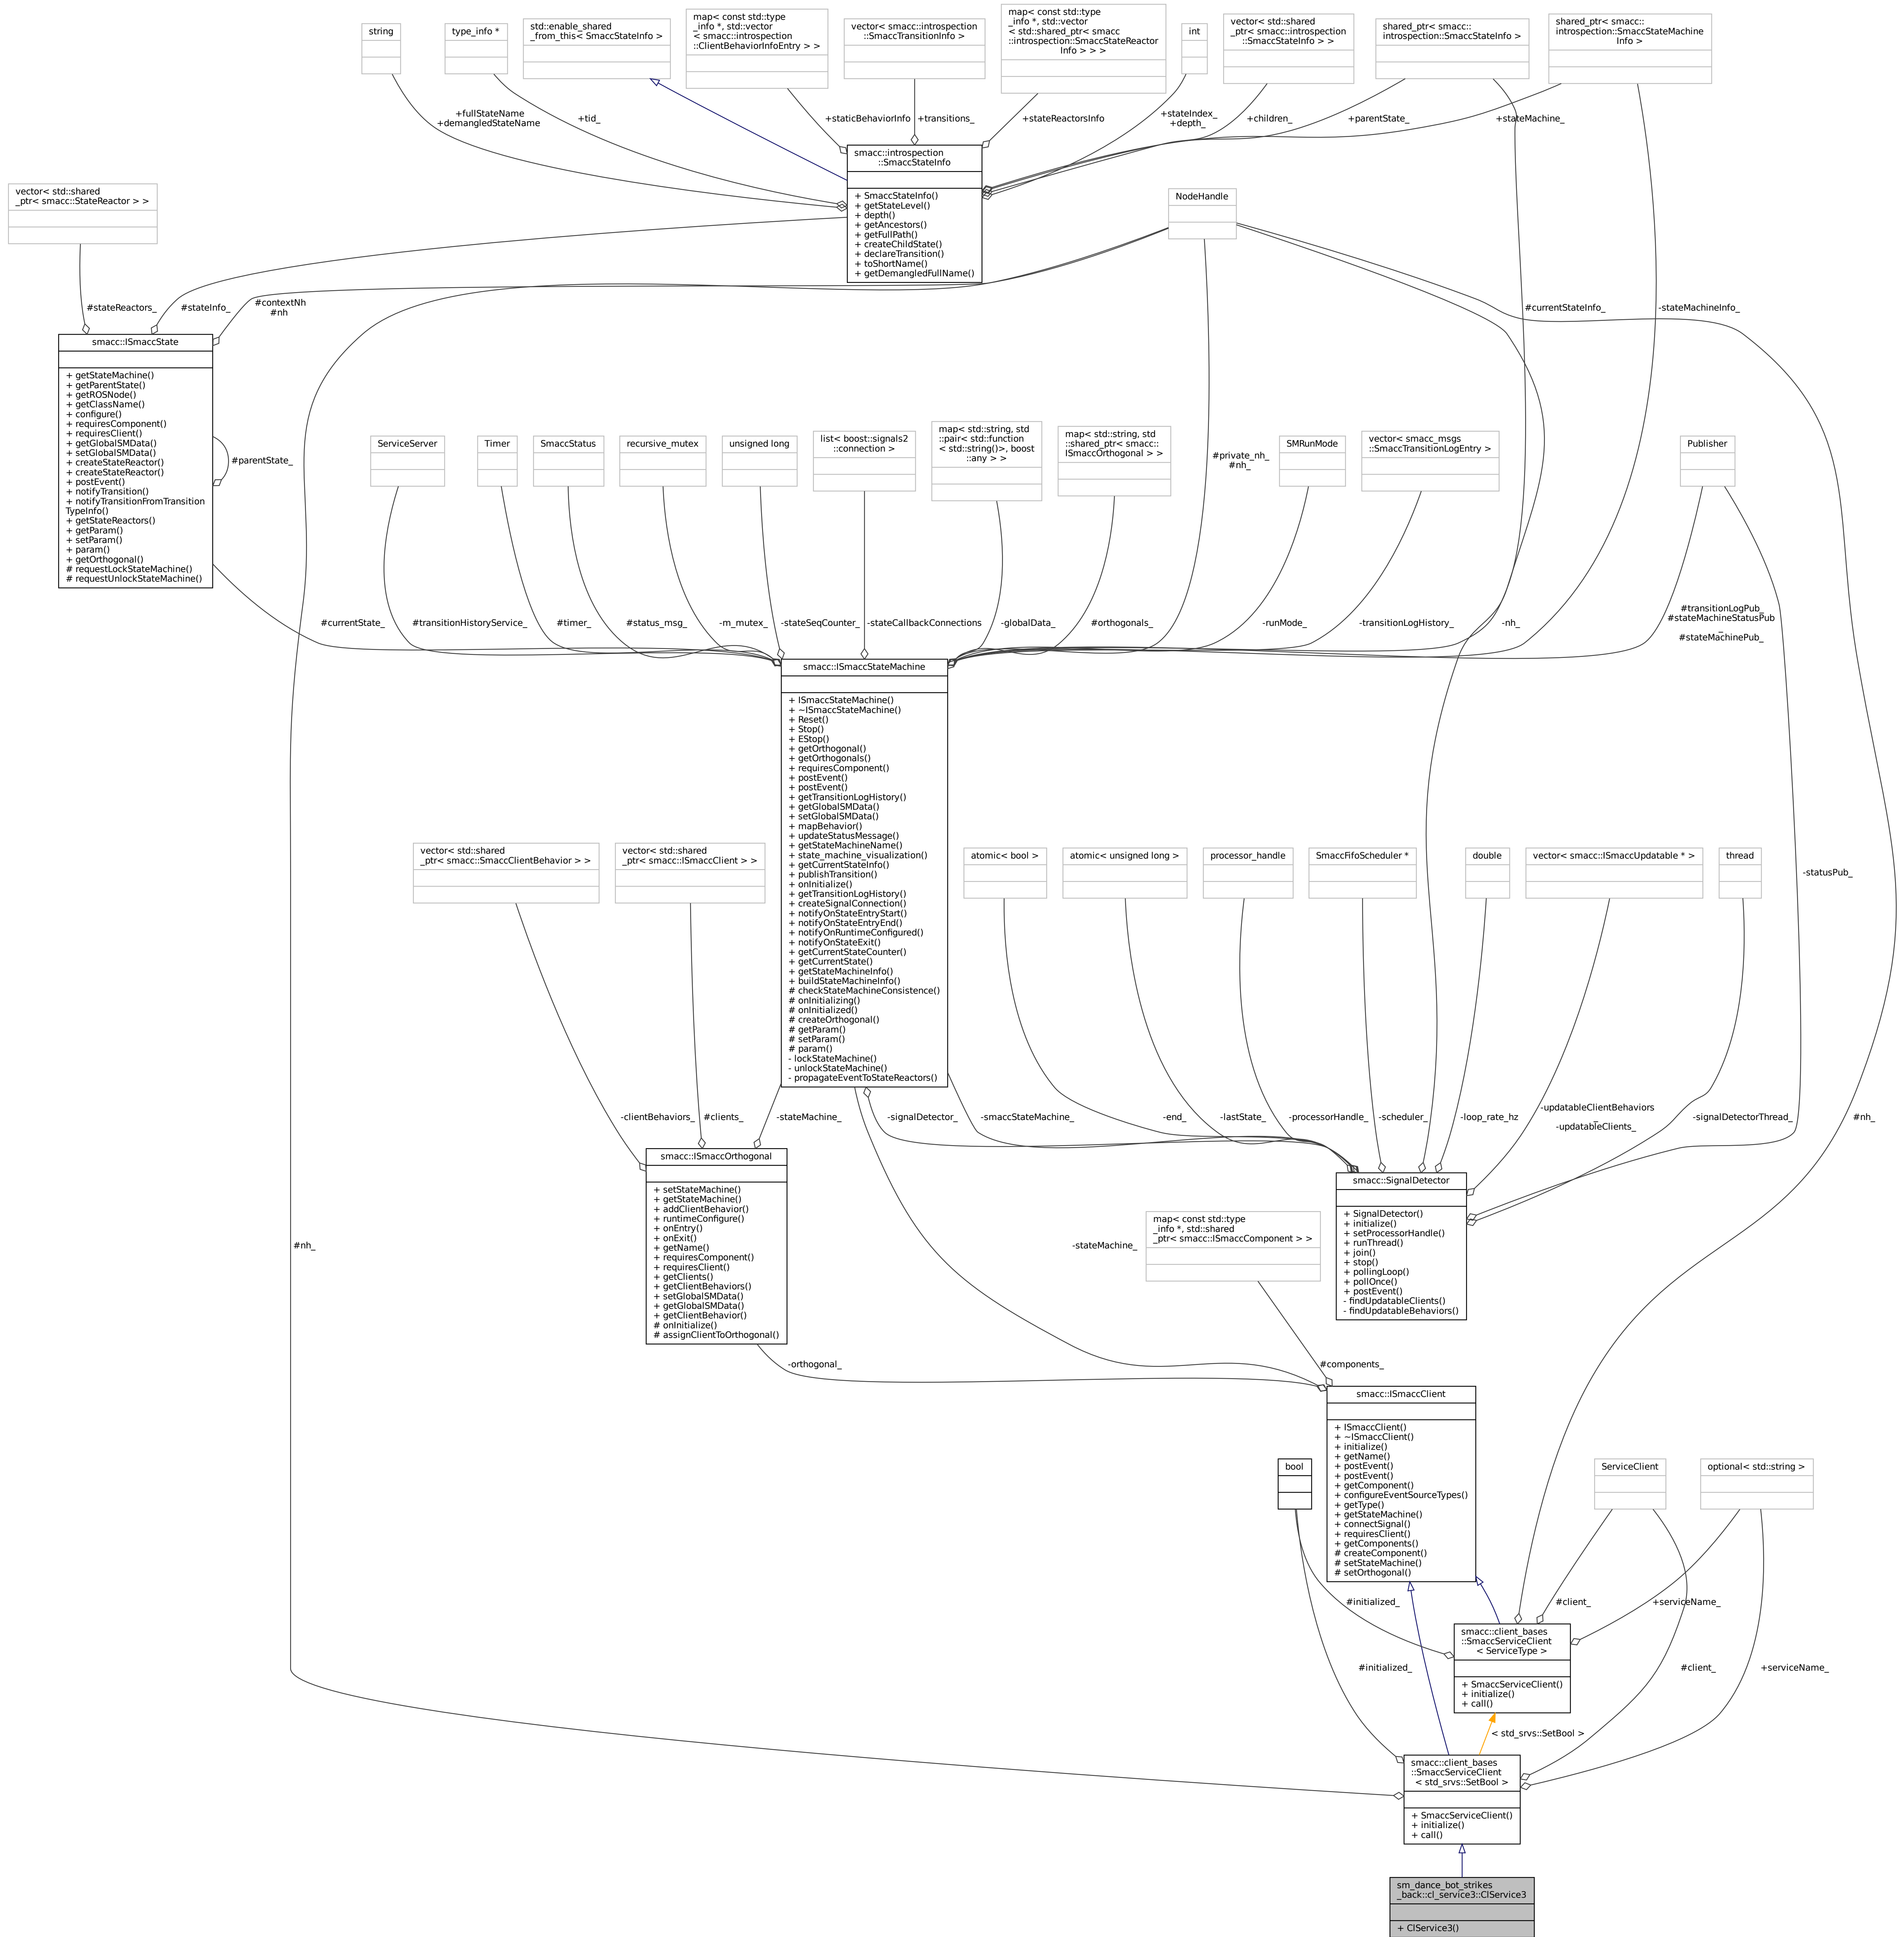 string
type_info *
std::enable_shared
_from_this< SmaccStateInfo >
map< const std::type
_info *, std::vector
< smacc::introspection
::ClientBehaviorInfoEntry > >
vector< smacc::introspection
::SmaccTransitionInfo >
map< const std::type
_info *, std::vector
< std::shared_ptr< smacc
::introspection::SmaccStateReactor
Info > > >
int
vector< std::shared
_ptr< smacc::introspection
::SmaccStateInfo > >
shared_ptr< smacc::
introspection::SmaccStateInfo >
shared_ptr< smacc::
introspection::SmaccStateMachine
Info >
+fullStateName
+demangledStateName
+tid_
+staticBehaviorInfo
+transitions_
+stateReactorsInfo
+stateIndex_
+depth_
+children_
+parentState_
+stateMachine_
smacc::introspection
::SmaccStateInfo
+ SmaccStateInfo()
+ getStateLevel()
+ depth()
+ getAncestors()
+ getFullPath()
+ createChildState()
+ declareTransition()
+ toShortName()
+ getDemangledFullName()
vector< std::shared
_ptr< smacc::StateReactor > >
NodeHandle
#stateReactors_
#stateInfo_
#contextNh
#nh
#currentStateInfo_
-stateMachineInfo_
smacc::ISmaccState
+ getStateMachine()
+ getParentState()
+ getROSNode()
+ getClassName()
+ configure()
+ requiresComponent()
+ requiresClient()
+ getGlobalSMData()
+ setGlobalSMData()
+ createStateReactor()
+ createStateReactor()
+ postEvent()
+ notifyTransition()
+ notifyTransitionFromTransition
TypeInfo()
+ getStateReactors()
+ getParam()
+ setParam()
+ param()
+ getOrthogonal()
# requestLockStateMachine()
# requestUnlockStateMachine()
#parentState_
ServiceServer
Timer
SmaccStatus
recursive_mutex
unsigned long
list< boost::signals2
::connection >
map< std::string, std
::pair< std::function
< std::string()>, boost
::any > >
map< std::string, std
::shared_ptr< smacc::
ISmaccOrthogonal > >
#private_nh_
#nh_
SMRunMode
vector< smacc_msgs
::SmaccTransitionLogEntry >
Publisher
#currentState_
#transitionHistoryService_
#timer_
#status_msg_
-m_mutex_
-stateSeqCounter_
-stateCallbackConnections
-globalData_
#orthogonals_
-runMode_
-transitionLogHistory_
-nh_
#transitionLogPub_
#stateMachineStatusPub
_
#stateMachinePub_
smacc::ISmaccStateMachine
+ ISmaccStateMachine()
+ ~ISmaccStateMachine()
+ Reset()
+ Stop()
+ EStop()
+ getOrthogonal()
+ getOrthogonals()
+ requiresComponent()
+ postEvent()
+ postEvent()
+ getTransitionLogHistory()
+ getGlobalSMData()
+ setGlobalSMData()
+ mapBehavior()
+ updateStatusMessage()
+ getStateMachineName()
+ state_machine_visualization()
+ getCurrentStateInfo()
+ publishTransition()
+ onInitialize()
+ getTransitionLogHistory()
+ createSignalConnection()
+ notifyOnStateEntryStart()
+ notifyOnStateEntryEnd()
+ notifyOnRuntimeConfigured()
+ notifyOnStateExit()
+ getCurrentStateCounter()
+ getCurrentState()
+ getStateMachineInfo()
+ buildStateMachineInfo()
# checkStateMachineConsistence()
# onInitializing()
# onInitialized()
# createOrthogonal()
# getParam()
# setParam()
# param()
- lockStateMachine()
- unlockStateMachine()
- propagateEventToStateReactors()
vector< std::shared
_ptr< smacc::SmaccClientBehavior > >
vector< std::shared
_ptr< smacc::ISmaccClient > >
atomic< bool >
atomic< unsigned long >
processor_handle
SmaccFifoScheduler *
double
vector< smacc::ISmaccUpdatable * >
thread
-statusPub_
-clientBehaviors_
#clients_
-stateMachine_
-signalDetector_
-smaccStateMachine_
-end_
-lastState_
-processorHandle_
-scheduler_
-loop_rate_hz
-updatableClientBehaviors
_
-updatableClients_
-signalDetectorThread_
#nh_
smacc::ISmaccOrthogonal
+ setStateMachine()
+ getStateMachine()
+ addClientBehavior()
+ runtimeConfigure()
+ onEntry()
+ onExit()
+ getName()
+ requiresComponent()
+ requiresClient()
+ getClients()
+ getClientBehaviors()
+ setGlobalSMData()
+ getGlobalSMData()
+ getClientBehavior()
# onInitialize()
# assignClientToOrthogonal()
smacc::SignalDetector
+ SignalDetector()
+ initialize()
+ setProcessorHandle()
+ runThread()
+ join()
+ stop()
+ pollingLoop()
+ pollOnce()
+ postEvent()
- findUpdatableClients()
- findUpdatableBehaviors()
#nh_
-stateMachine_
map< const std::type
_info *, std::shared
_ptr< smacc::ISmaccComponent > >
-orthogonal_
#components_
smacc::ISmaccClient
+ ISmaccClient()
+ ~ISmaccClient()
+ initialize()
+ getName()
+ postEvent()
+ postEvent()
+ getComponent()
+ configureEventSourceTypes()
+ getType()
+ getStateMachine()
+ connectSignal()
+ requiresClient()
+ getComponents()
# createComponent()
# setStateMachine()
# setOrthogonal()
bool
ServiceClient
optional< std::string >
#initialized_
#client_
+serviceName_
smacc::client_bases
::SmaccServiceClient
< ServiceType >
+ SmaccServiceClient()
+ initialize()
+ call()
#initialized_
#client_
+serviceName_
< std_srvs::SetBool >
smacc::client_bases
::SmaccServiceClient
< std_srvs::SetBool >
+ SmaccServiceClient()
+ initialize()
+ call()
sm_dance_bot_strikes
_back::cl_service3::ClService3
+ ClService3()